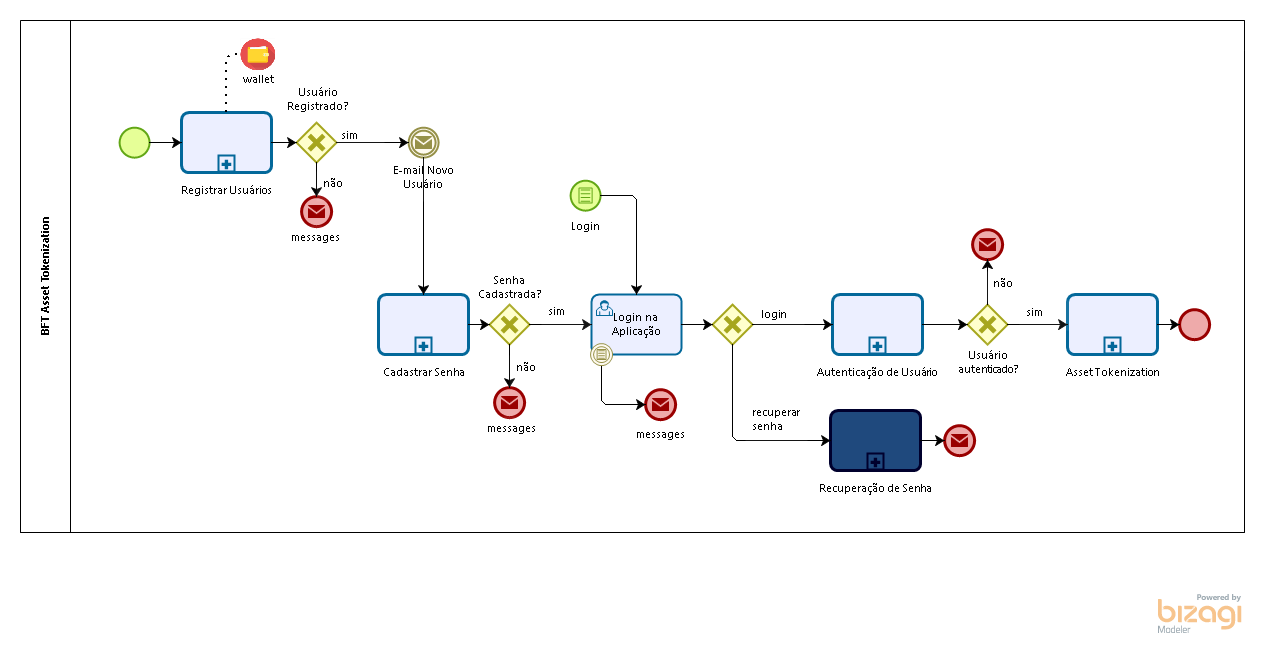 BFT Asset Tokenization
wallet
Usuário
Registrado?
sim
não
messages
Registrar Usuários
E-mail Novo
Usuário
Login
Senha
Cadastrada?
sim
não
messages
Cadastrar Senha
Login na
Aplicação
messages
login
recuperar
senha
Autenticação de Usuário
Recuperação de Senha
não
Usuário
autenticado?
sim
Asset Tokenization
Powered by
bizagi
Modeler